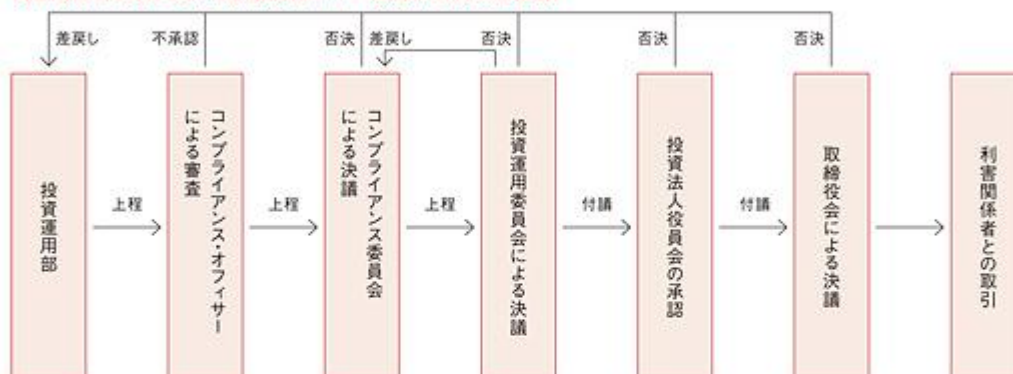 差戻し
不承認
否決
差戻し
否決
否決
否決
投資運用部
上程
コンプライアンス・オフィサー
による審査
上程
コンプライアンス委員会
による決議
上程
投資運用委員会による決議
付議
投資法人役員会の承認
付議
取締役会による決議
利害関係者との取引